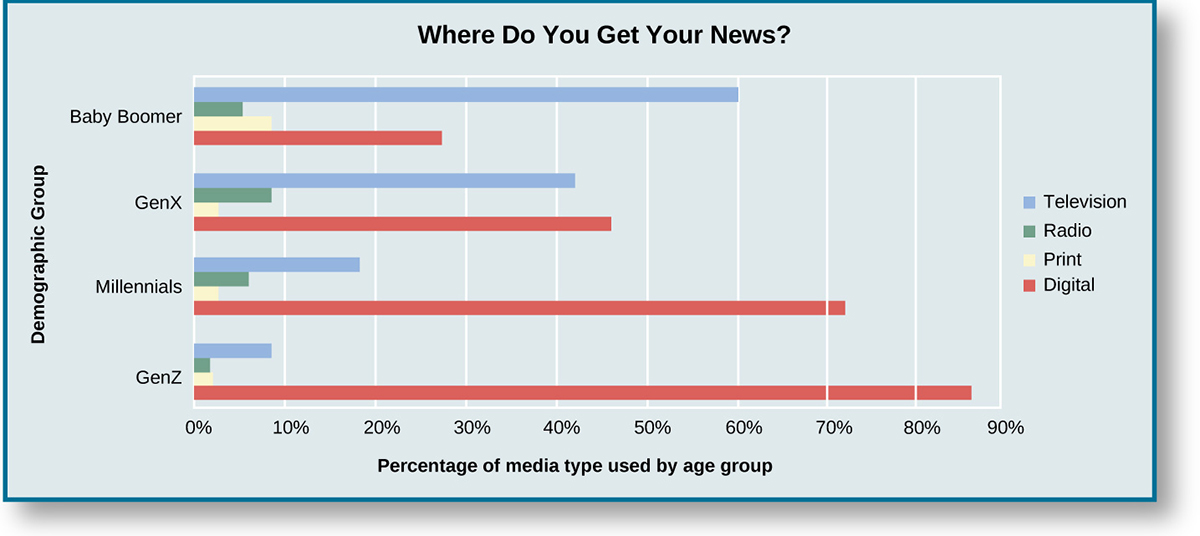 Where Do You Get Your News?
Demographic Group
Baby Boomer
GenX
Millennials
GenZ
Television
Radio
Print
Digital
0% 10% 20% 30% 40% 50% 60% 70% 80% 90%
Percentage of media type used by age group